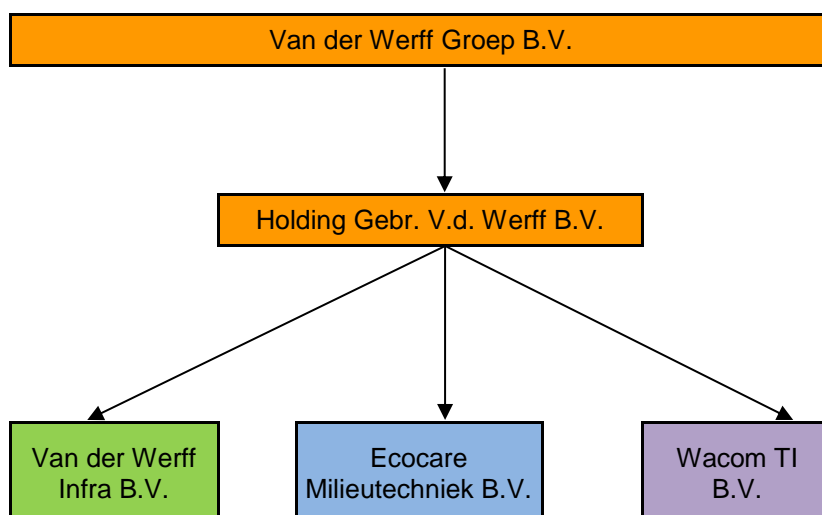 Van der Werff Groep B.V.
Holding Gebr. V.d. Werff B.V.
Van der Werff
Infra B.V.
Ecocare
Milieutechniek B.V.
Wacom TI
B.V.